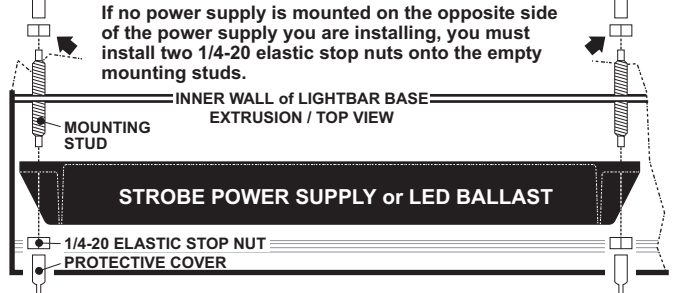 If no power supply is mounted on the opposite side
of the power supply you are installing, you must
install two 1/4-20 elastic stop nuts onto the empty
mounting studs.
INNER WALL of LIGHTBAR BASE
EXTRUSION / TOP VIEW
MOUNTING
STUD
STROBE POWER SUPPLY or LED BALLAST
1/4-20 ELASTIC STOP NUT
PROTECTIVE COVER